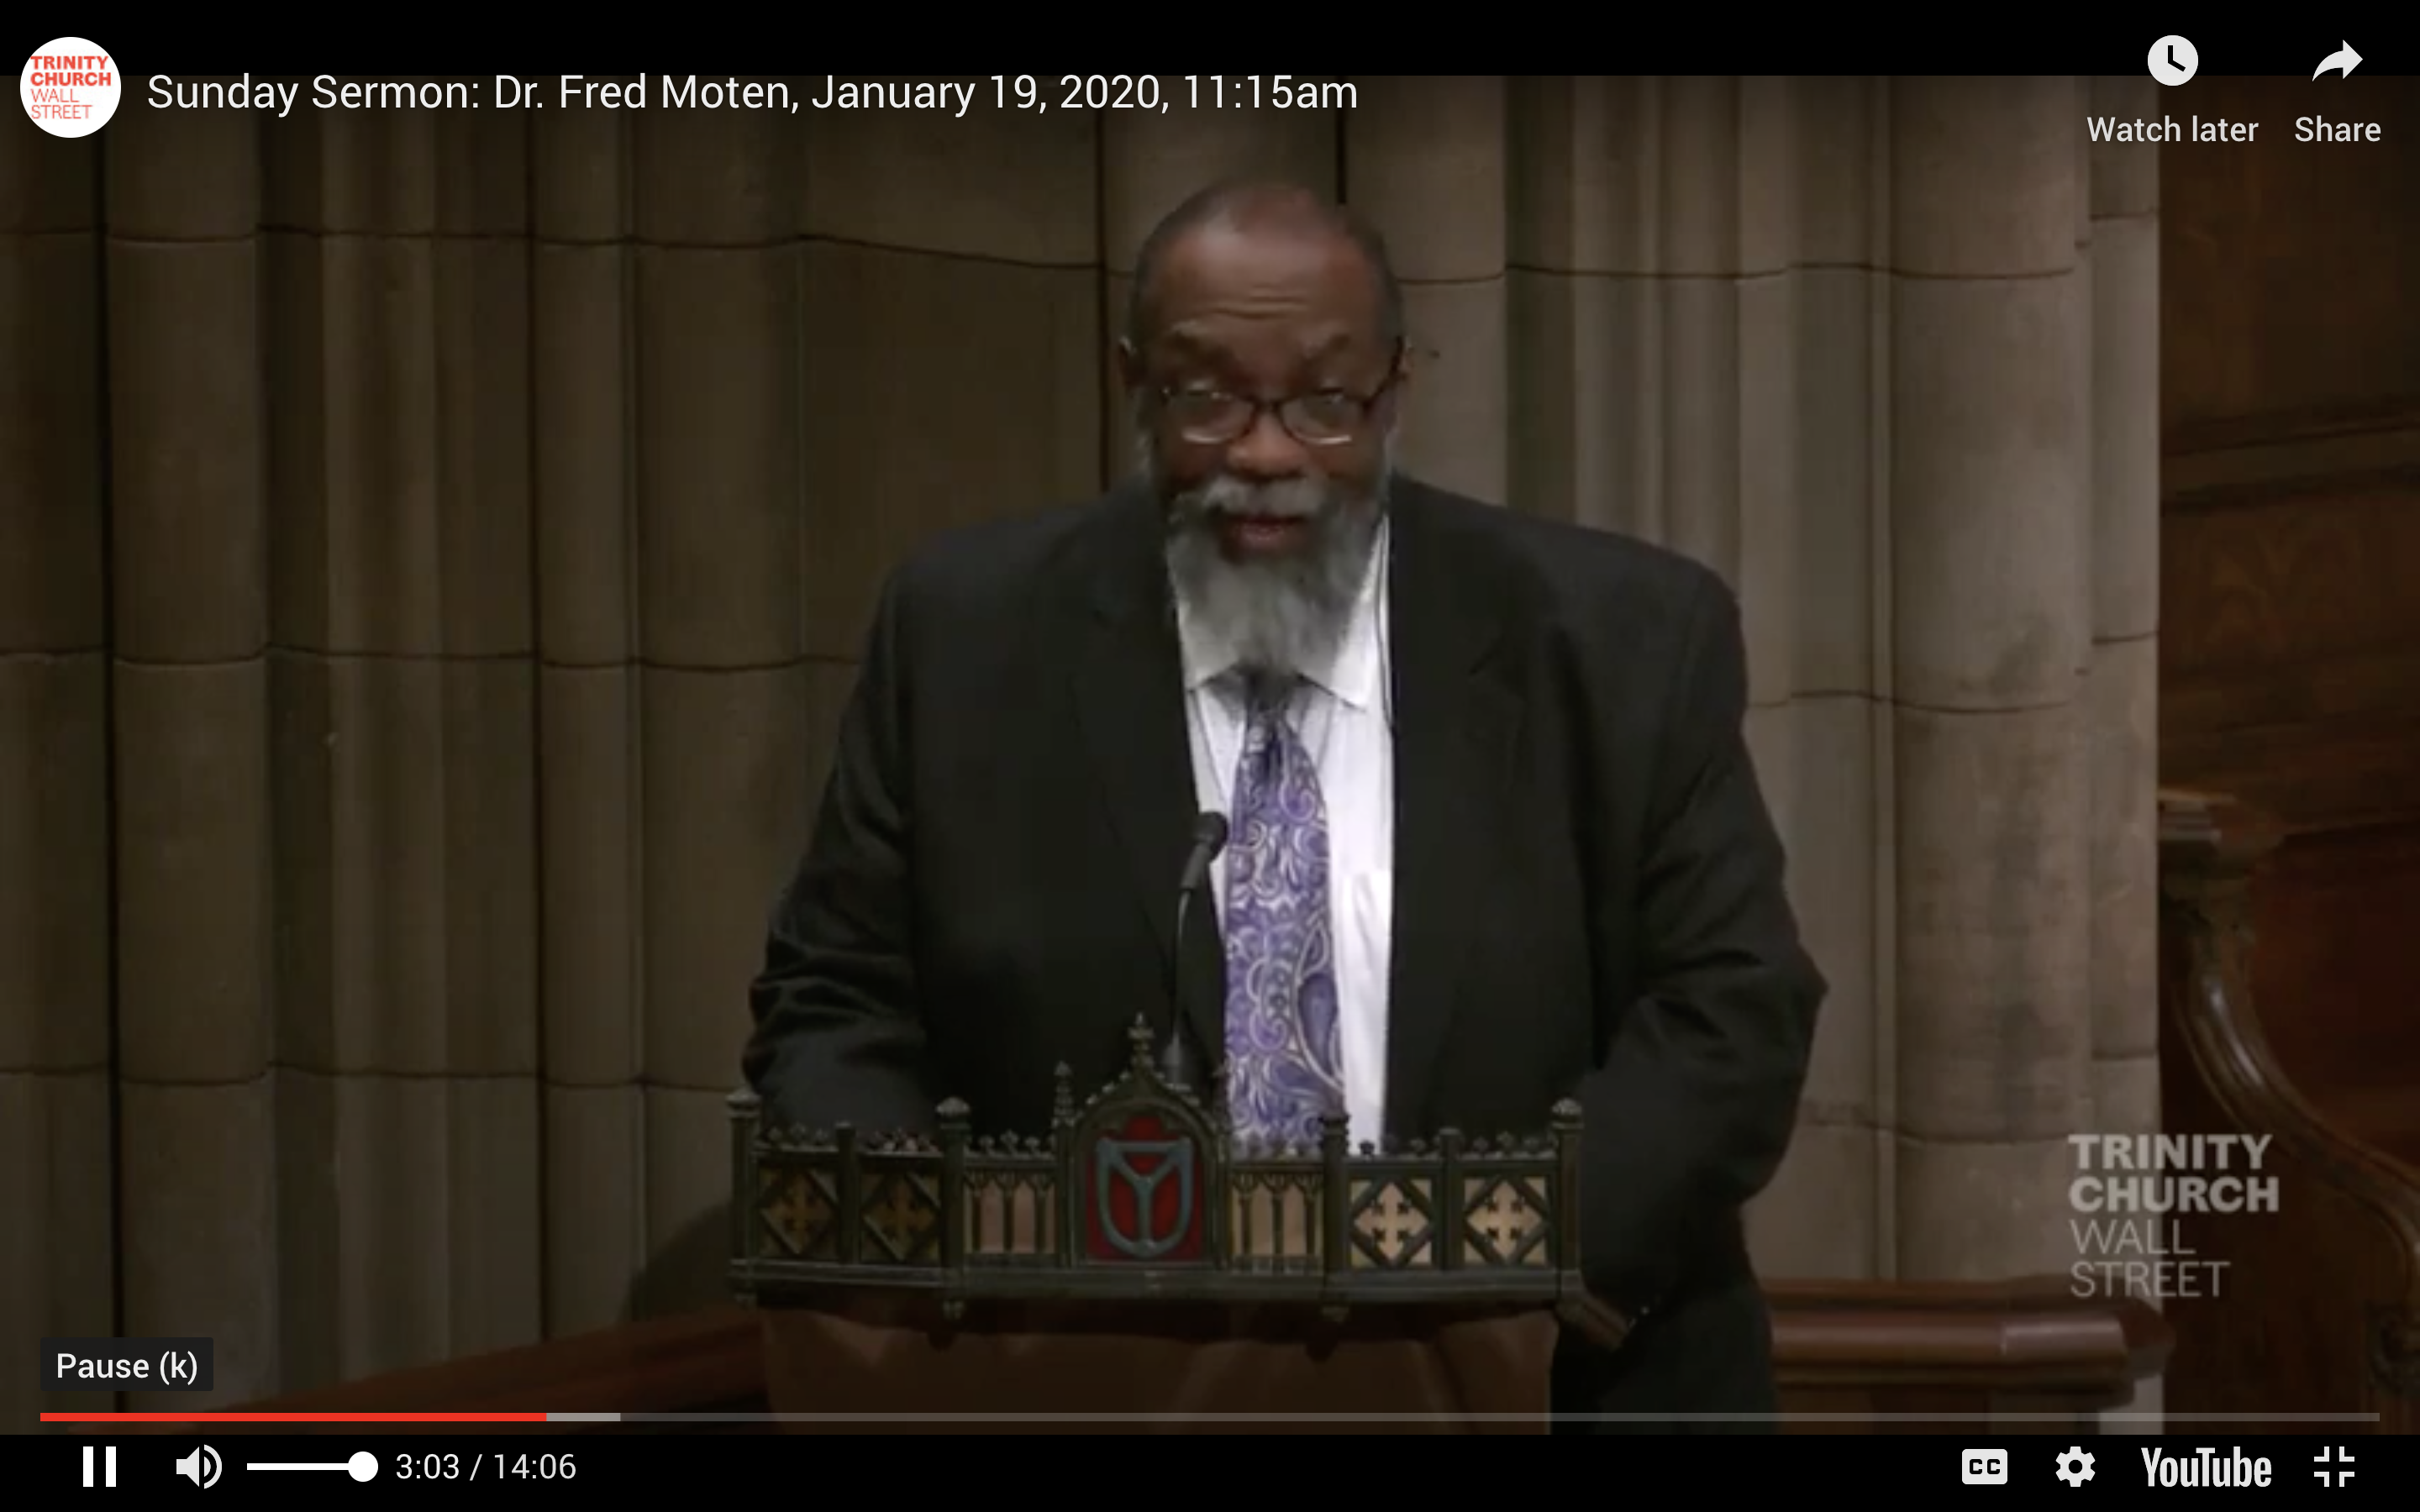 TRINITY
CHURCH
WALL
STREET
Sunday Sermon: Dr. Fred Moten, January 19, 2020, 11:15am
Watch later
Share
TRINITY
CHURCH
WALL
STREET
Pause (k)
3:03 / 14:06
CC
YouTube